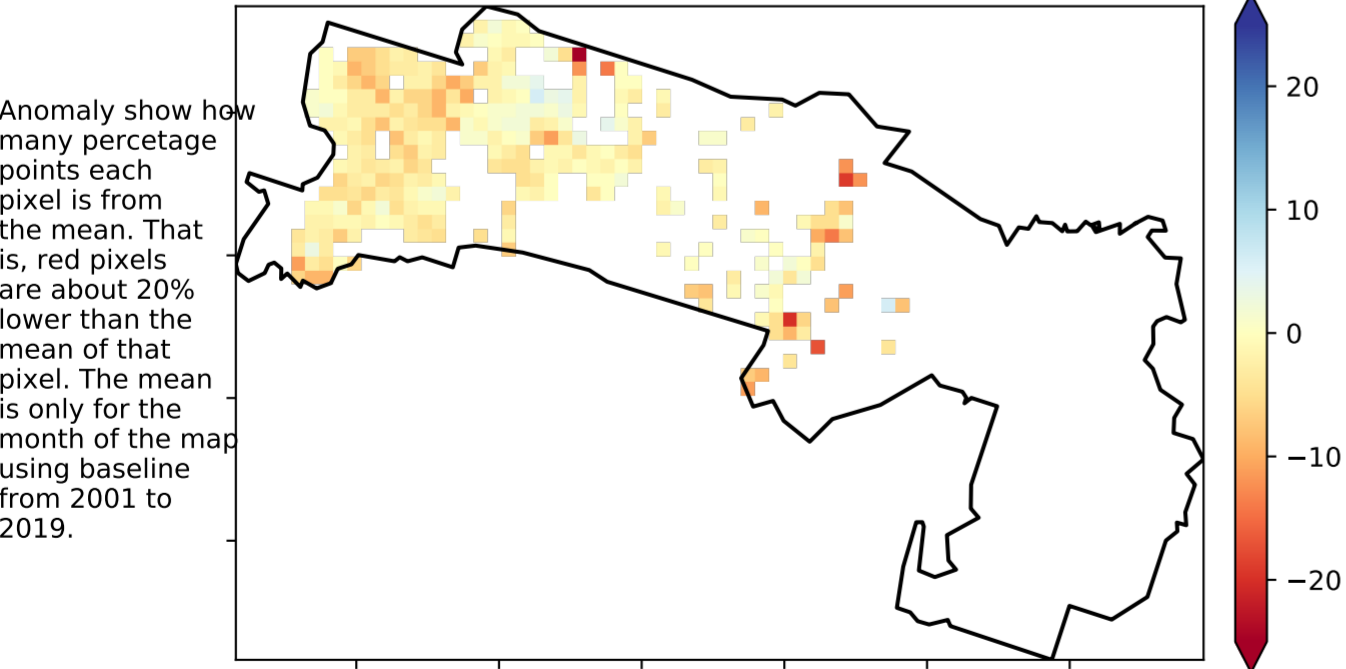 Anomaly show how
many percetage
points each
pixel is from
the mean. That
is, red pixels
are about 20%
lower than the
mean of that
pixel. The mean
is only for the
month of the map
using baseline
from 2001 to
2019.
20
10
0
−10
−20